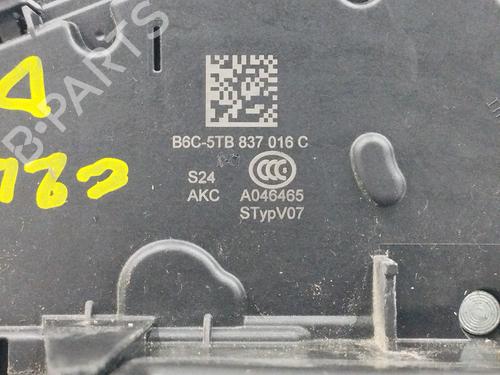 B6C-5TB 837 016 C
S24
AKC A046465
STypV07
B-PARTS